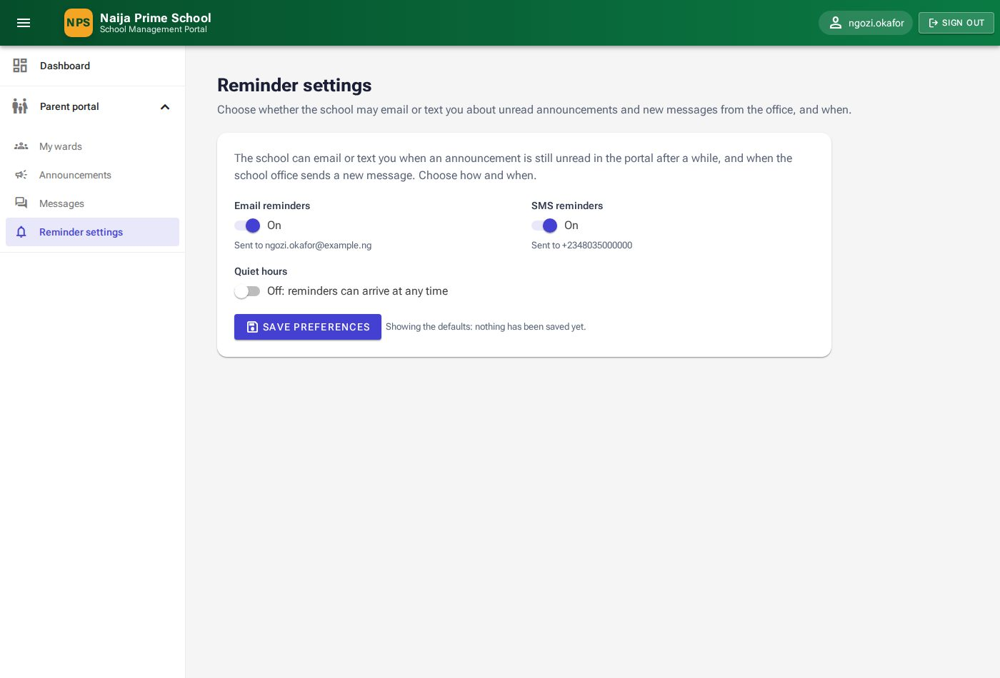 NPS
Naija Prime School
School Management Portal
ngozi.okafor
SIGN OUT
Dashboard
Parent portal
My wards
Announcements
Messages
Reminder settings
Reminder settings
Choose whether the school may email or text you about unread announcements and new messages from the office, and when.
The school can email or text you when an announcement is still unread in the portal after a while, and when the
school office sends a new message. Choose how and when.
Email reminders
On
Sent to ngozi.okafor@example.ng
SMS reminders
On
Sent to +2348035000000
Quiet hours
Off: reminders can arrive at any time
SAVE PREFERENCES
Showing the defaults: nothing has been saved yet.